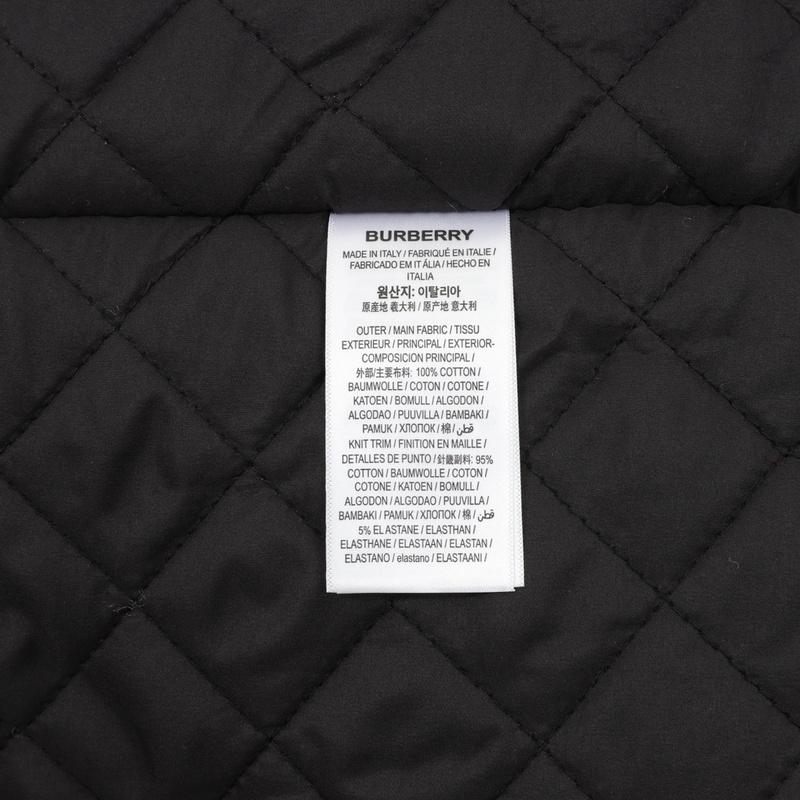 BURBERRY
MADE IN ITALY / FABRIQUÉ EN ITALIE /
FABRICADO EM IT ÁLIA / HECHO EN
ITALIA
원산지: 이탈리아
原産地 義大利 / 原产地 意大利
OUTER / MAIN FABRIC / TISSU
EXTERIEUR / PRINCIPAL / EXTERIOR-
COMPOSICION PRINCIPAL /
外部/主要布料: 100% COTTON /
BAUMWOLLE / COTON / COTONE /
KATOEN / BOMULL / ALGODON /
ALGODAO / PUUVILLA / BAMBAKI /
PAMUK / ХЛОПОК / 棉 / قطن
KNIT TRIM / FINITION EN MAILLE /
DETALLES DE PUNTO / 針織副料: 95%
COTTON / BAUMWOLLE / COTON /
COTONE / KATOEN / BOMULL /
ALGODON / ALGODAO / PUUVILLA /
BAMBAKI / PAMUK / ХЛОПОК / 棉 / قطن
5% ELASTANE / ELASTHAN /
ELASTHANE / ELASTAAN / ELASTAN /
ELASTANO / elastano / ELASTAANI /